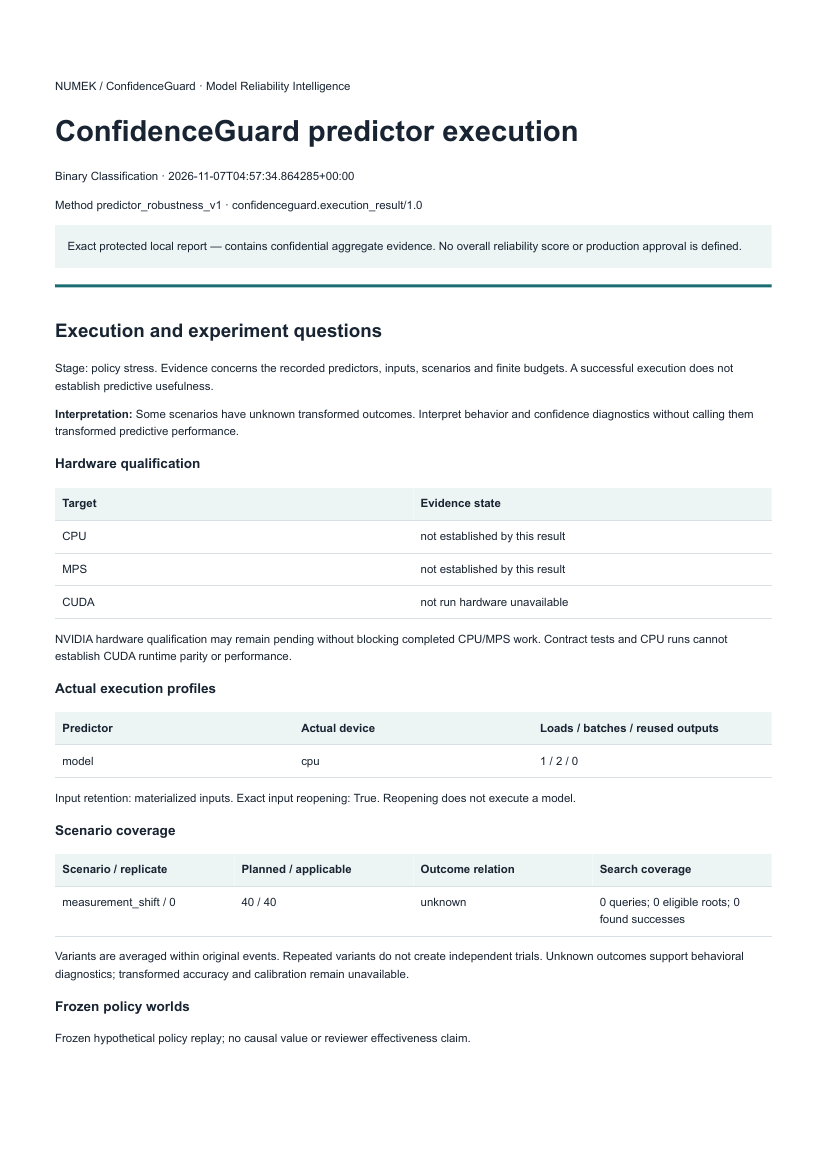 NUMEK / ConfidenceGuard · Model Reliability Intelligence
ConfidenceGuard predictor execution
Binary Classification · 2026-11-07T04:57:34.864285+00:00
Method predictor_robustness_v1 · confidenceguard.execution_result/1.0
Exact protected local report — contains confidential aggregate evidence. No overall reliability score or production approval is defined.
Execution and experiment questions
Stage: policy stress. Evidence concerns the recorded predictors, inputs, scenarios and finite budgets. A successful execution does not
establish predictive usefulness.
Interpretation: Some scenarios have unknown transformed outcomes. Interpret behavior and confidence diagnostics without calling them
transformed predictive performance.
Hardware qualification
Target Evidence state
CPU not established by this result
MPS not established by this result
CUDA not run hardware unavailable
NVIDIA hardware qualification may remain pending without blocking completed CPU/MPS work. Contract tests and CPU runs cannot
establish CUDA runtime parity or performance.
Actual execution profiles
Predictor Actual device Loads / batches / reused outputs
model cpu 1 / 2 / 0
Input retention: materialized inputs. Exact input reopening: True. Reopening does not execute a model.
Scenario coverage
Scenario / replicate Planned / applicable Outcome relation Search coverage
measurement_shift / 0 40 / 40 unknown 0 queries; 0 eligible roots; 0
found successes
Variants are averaged within original events. Repeated variants do not create independent trials. Unknown outcomes support behavioral
diagnostics; transformed accuracy and calibration remain unavailable.
Frozen policy worlds
Frozen hypothetical policy replay; no causal value or reviewer effectiveness claim.